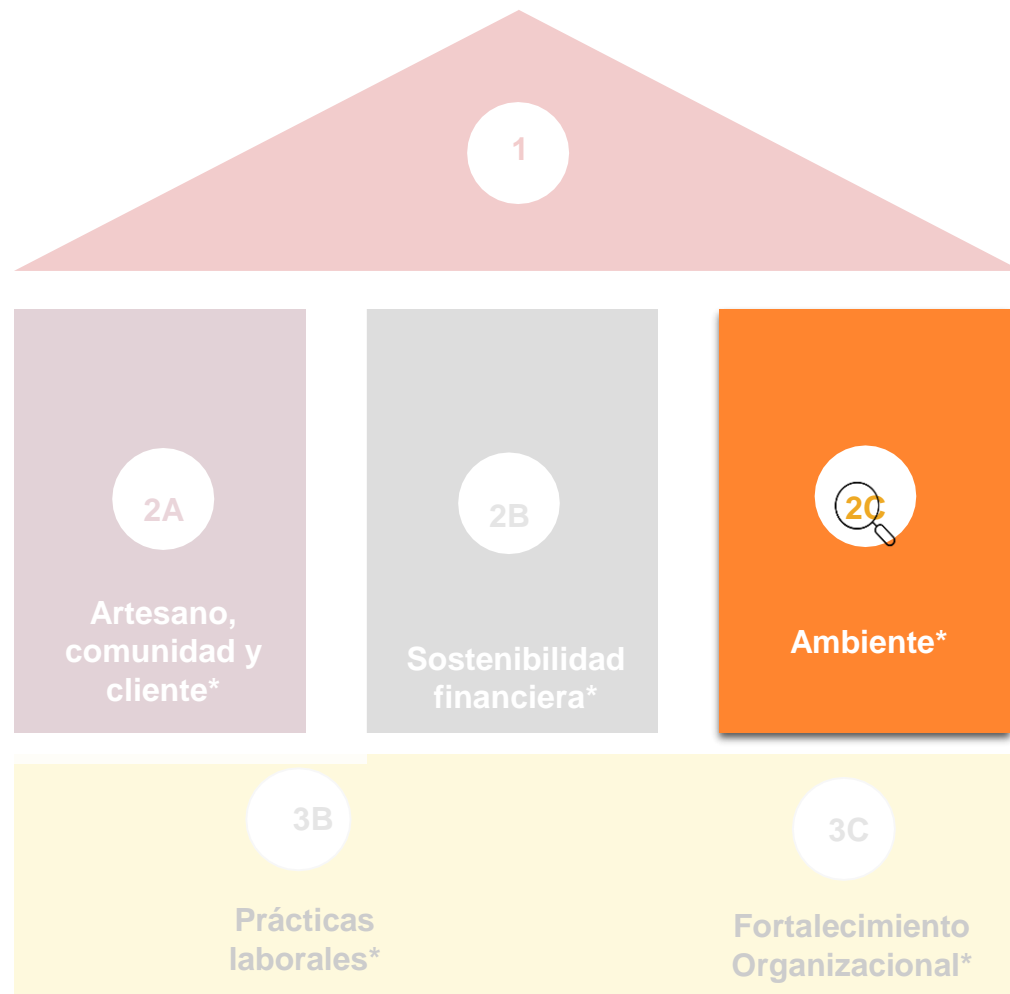 1
2A
Artesano,
comunidad y
cliente*
2B
Sostenibilidad
financiera*
2C
Ambiente*
3B
Prácticas
laborales*
3C
Fortalecimiento
Organizacional*